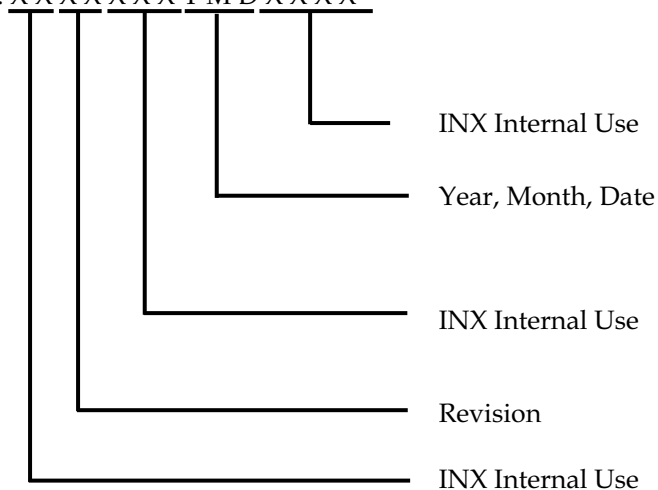 X X X X X X X Y M D X X X X
INX Internal Use
Year, Month, Date
INX Internal Use
Revision
INX Internal Use